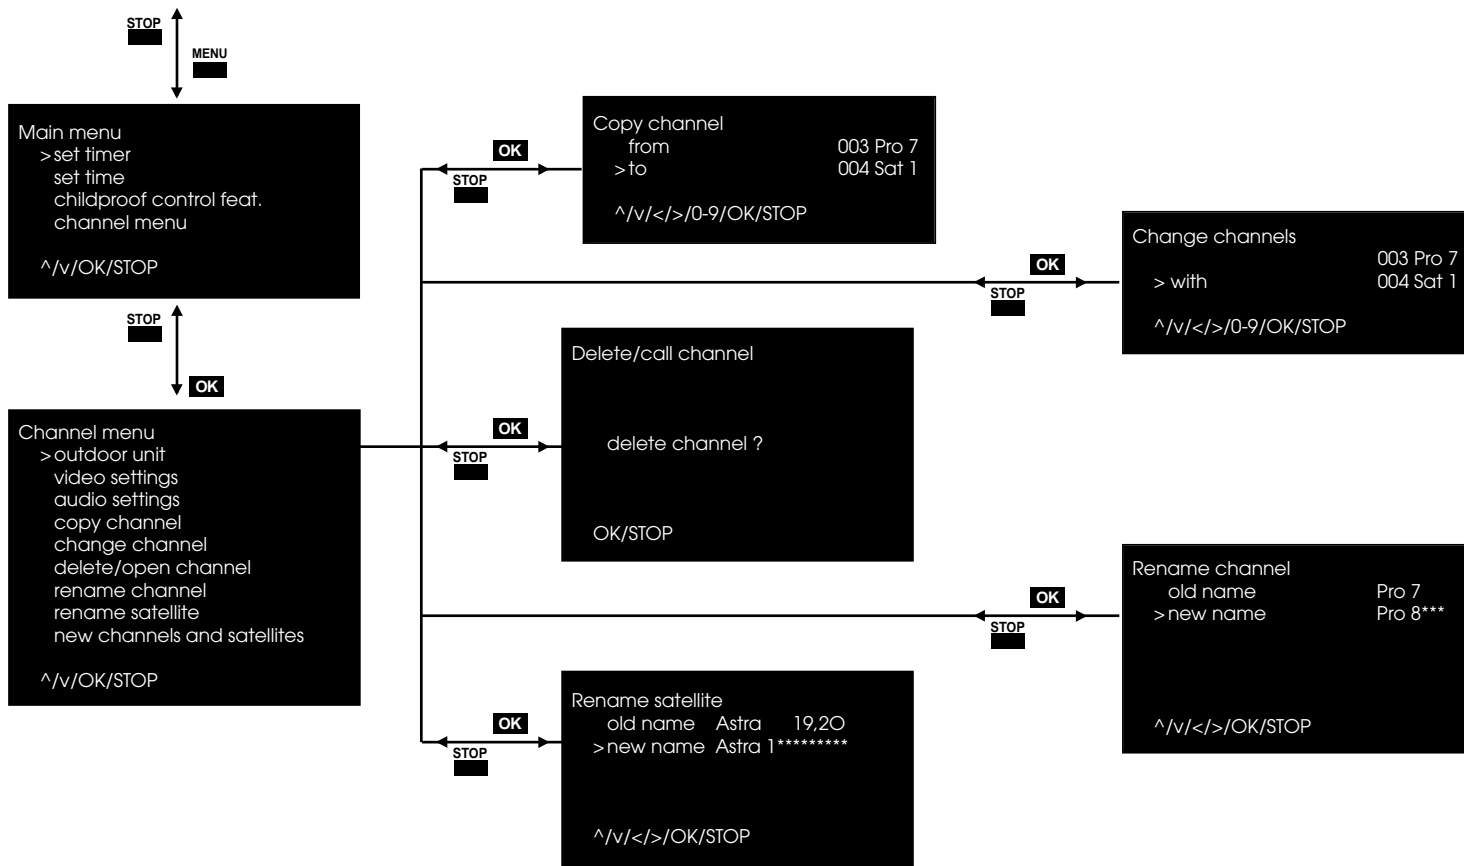 STOP
MENU
Main menu
>set timer
set time
childproof control feat.
channel menu
^/v/OK/STOP
STOP
OK
Channel menu
>outdoor unit
video settings
audio settings
copy channel
change channel
delete/open channel
rename channel
rename satellite
new channels and satellites
^/v/OK/STOP
OK
STOP
Copy channel
from 003 Pro 7
>to 004 Sat 1
^/v/</>/0-9/OK/STOP
OK
STOP
Change channels
003 Pro 7
> with 004 Sat 1
^/v/</>/0-9/OK/STOP
OK
STOP
Delete/call channel
delete channel ?
OK/STOP
OK
STOP
Rename channel
old name Pro 7
>new name Pro 8***
^/v/</>/OK/STOP
OK
STOP
Rename satellite
old name Astra 19,2O
>new name Astra 1*********
^/v/</>/OK/STOP